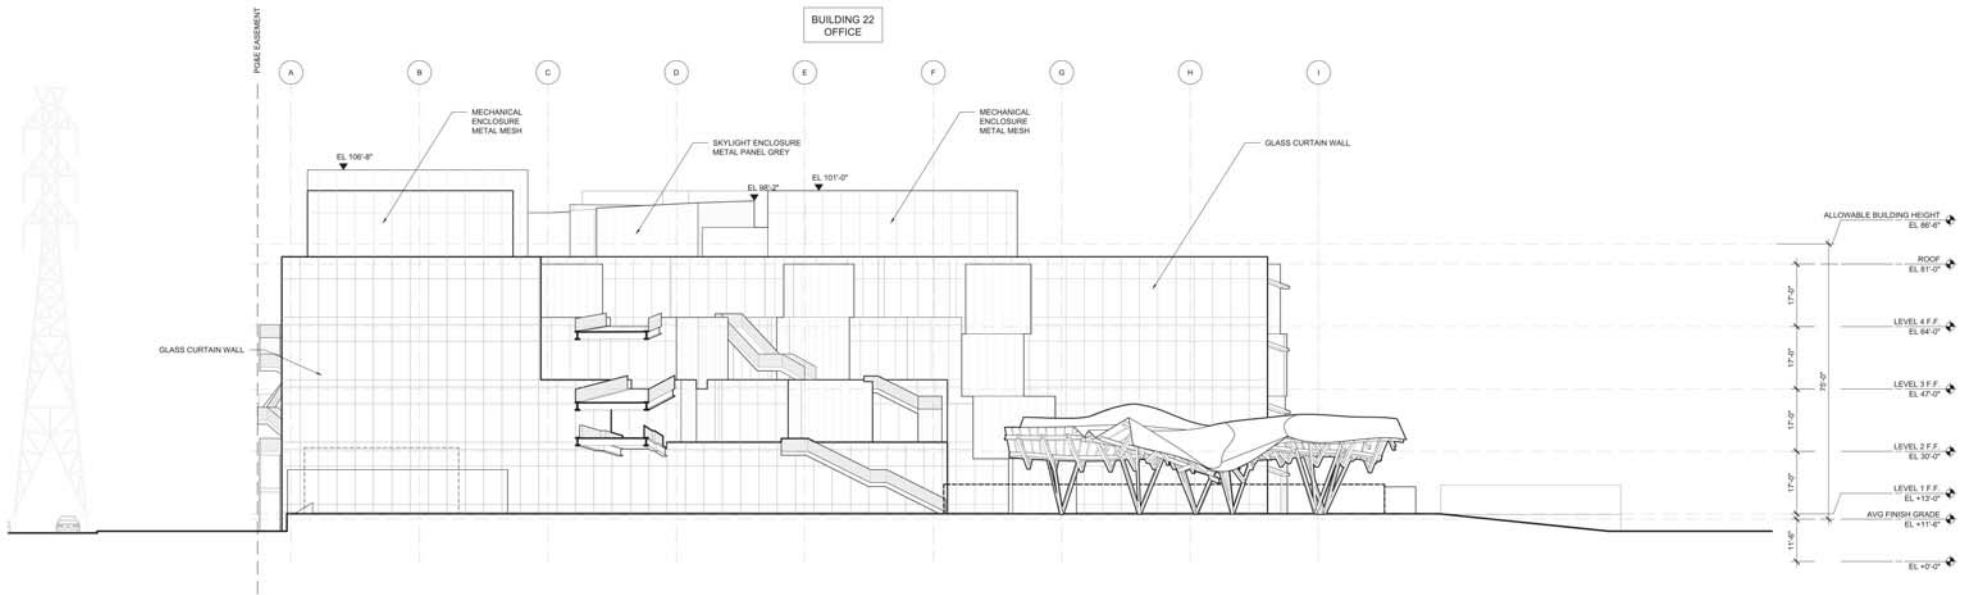 BUILDING 22
OFFICE
PG&E EASEMENT
A
B
C
D
E
F
G
H
I
MECHANICAL
ENCLOSURE
METAL MESH
SKYLIGHT ENCLOSURE
METAL PANEL GREY
MECHANICAL
ENCLOSURE
METAL MESH
GLASS CURTAIN WALL
EL 106'-8"
EL 98'-2"
EL 101'-0"
GLASS CURTAIN WALL
ALLOWABLE BUILDING HEIGHT
EL 86'-6"
ROOF
EL 81'-0"
17'-0"
LEVEL 4 F.F.
EL 64'-0"
17'-0"
75'-0"
LEVEL 3 F.F.
EL 47'-0"
17'-0"
LEVEL 2 F.F.
EL 30'-0"
17'-0"
LEVEL 1 F.F.
EL +13'-0"
AVG FINISH GRADE
EL +11'-6"
11'-6"
EL +0'-0"